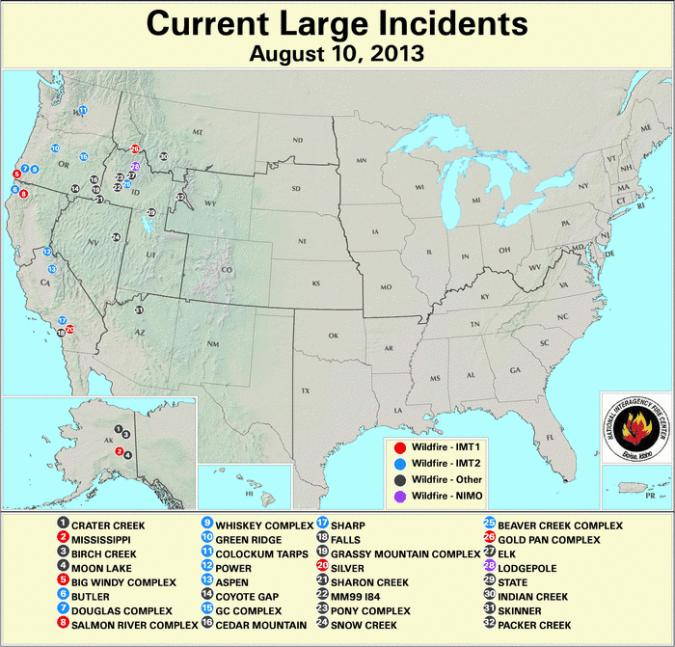 Current Large Incidents
August 10, 2013
WA
MT
ND
MN
ME
OR
ID
SD
WI
MI
VT
NH
NY
MA
CT
RI
WY
IA
PA
NJ
NE
NV
UT
CO
IL
IN
OH
MD
DE
WV
VA
CA
KS
MO
KY
NC
TN
AZ
NM
OK
AR
SC
MS
AL
GA
TX
LA
FL
AK
HI
PR
NATIONAL INTERAGENCY FIRE CENTER
Boise, Idaho
Wildfire - IMT1
Wildfire - IMT2
Wildfire - Other
Wildfire - NIMO
1 CRATER CREEK
2 MISSISSIPPI
3 BIRCH CREEK
4 MOON LAKE
5 BIG WINDY COMPLEX
6 BUTLER
7 DOUGLAS COMPLEX
8 SALMON RIVER COMPLEX
9 WHISKEY COMPLEX
10 GREEN RIDGE
11 COLOCKUM TARPS
12 POWER
13 ASPEN
14 COYOTE GAP
15 GC COMPLEX
16 CEDAR MOUNTAIN
17 SHARP
18 FALLS
19 GRASSY MOUNTAIN COMPLEX
20 SILVER
21 SHARON CREEK
22 MM99 I84
23 PONY COMPLEX
24 SNOW CREEK
25 BEAVER CREEK COMPLEX
26 GOLD PAN COMPLEX
27 ELK
28 LODGEPOLE
29 STATE
30 INDIAN CREEK
31 SKINNER
32 PACKER CREEK